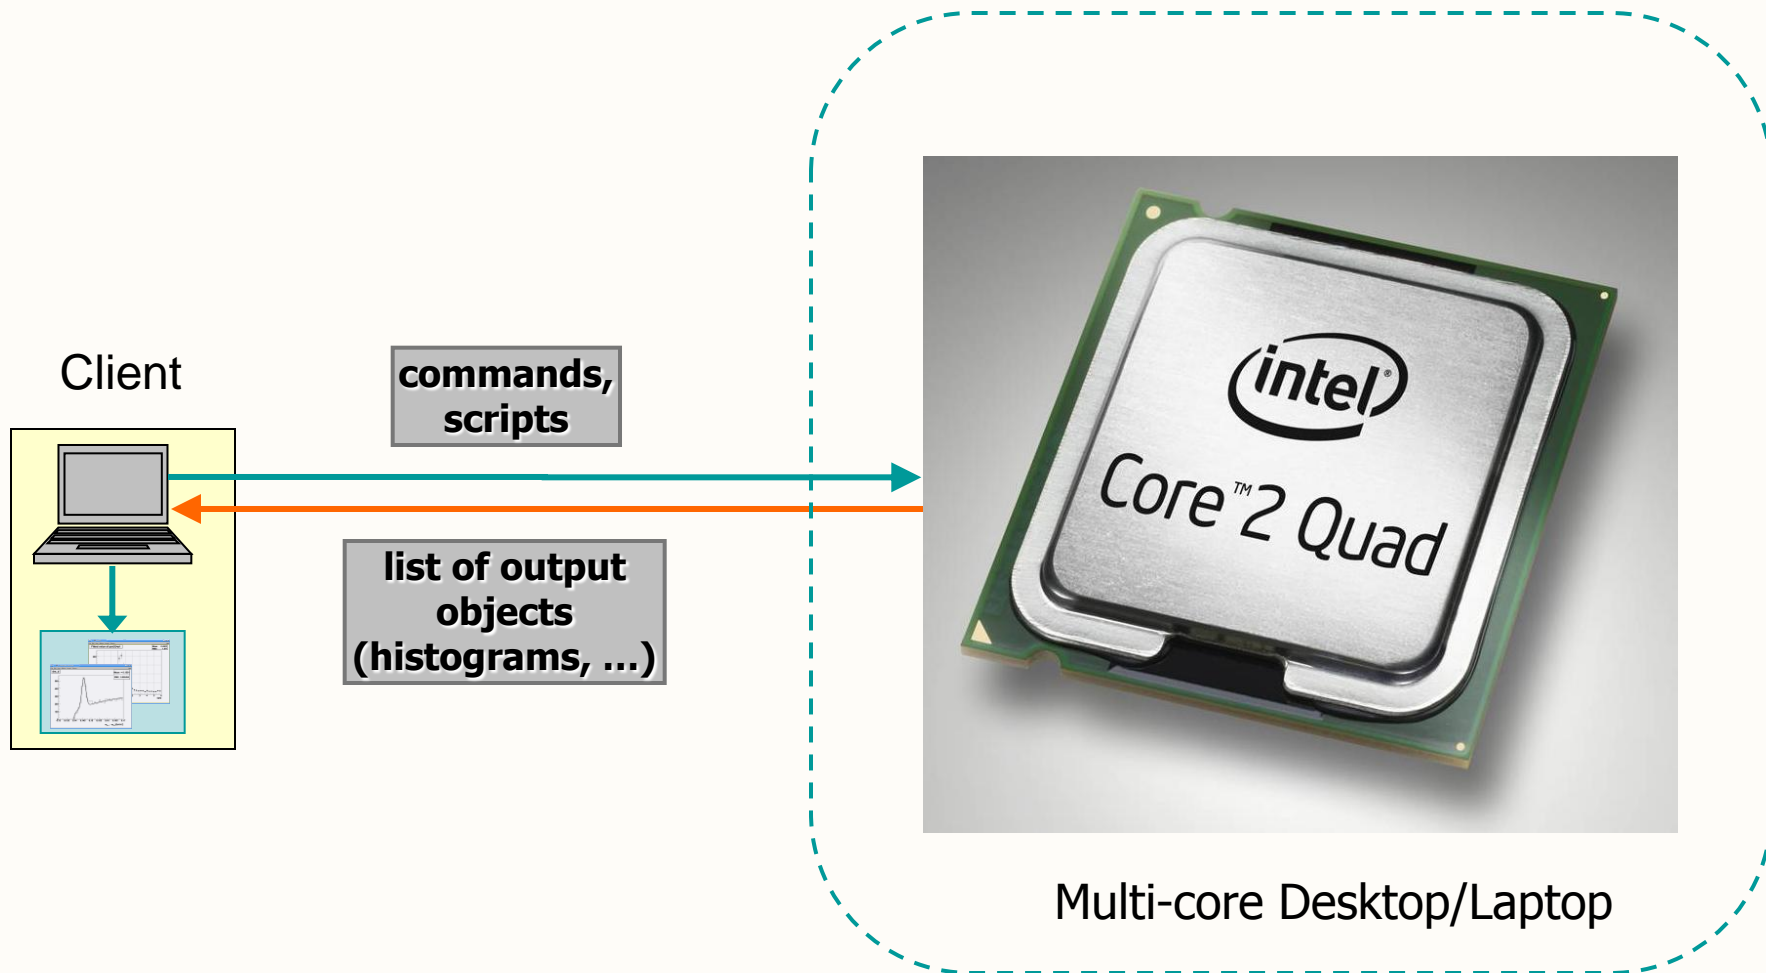 Client
commands,
scripts
list of output
objects
(histograms, ...)
intel®
Core™2 Quad
Multi-core Desktop/Laptop